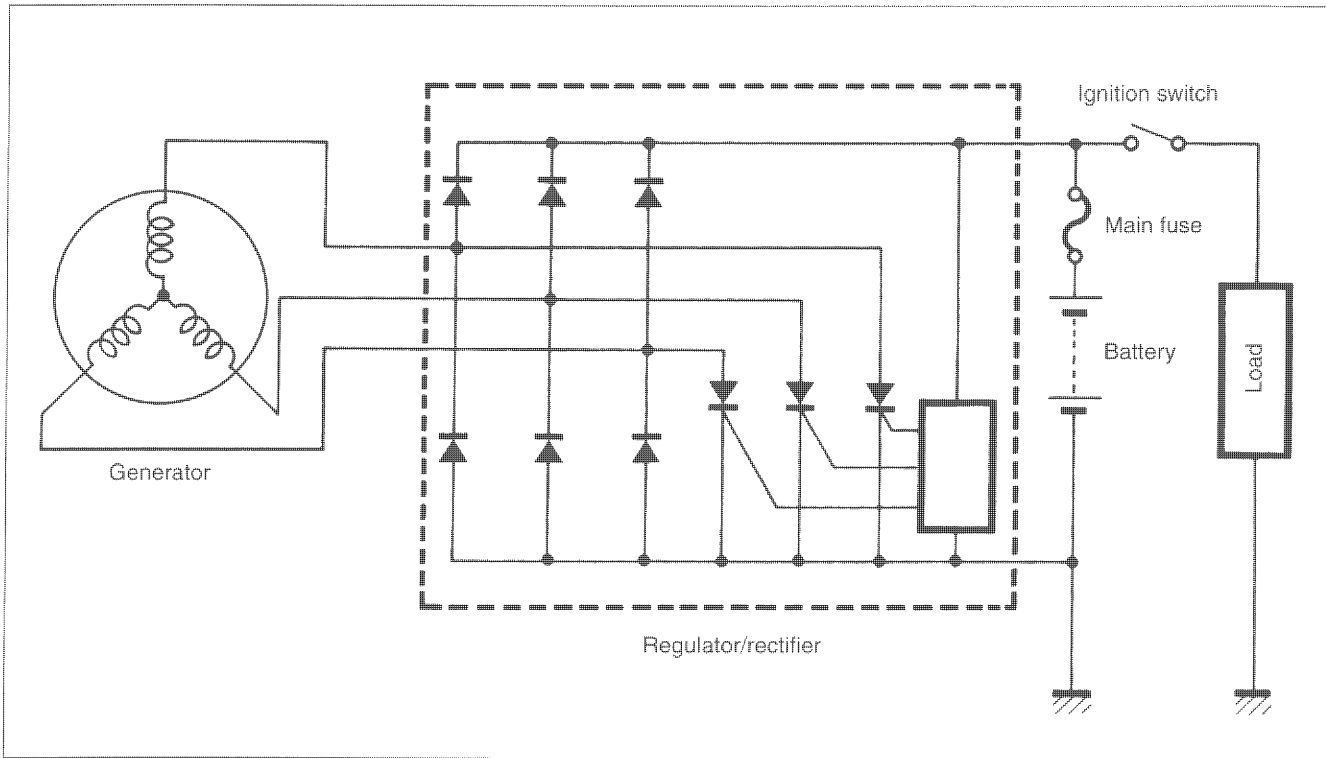 Ignition switch
Main fuse
Battery
Load
Generator
Regulator/rectifier